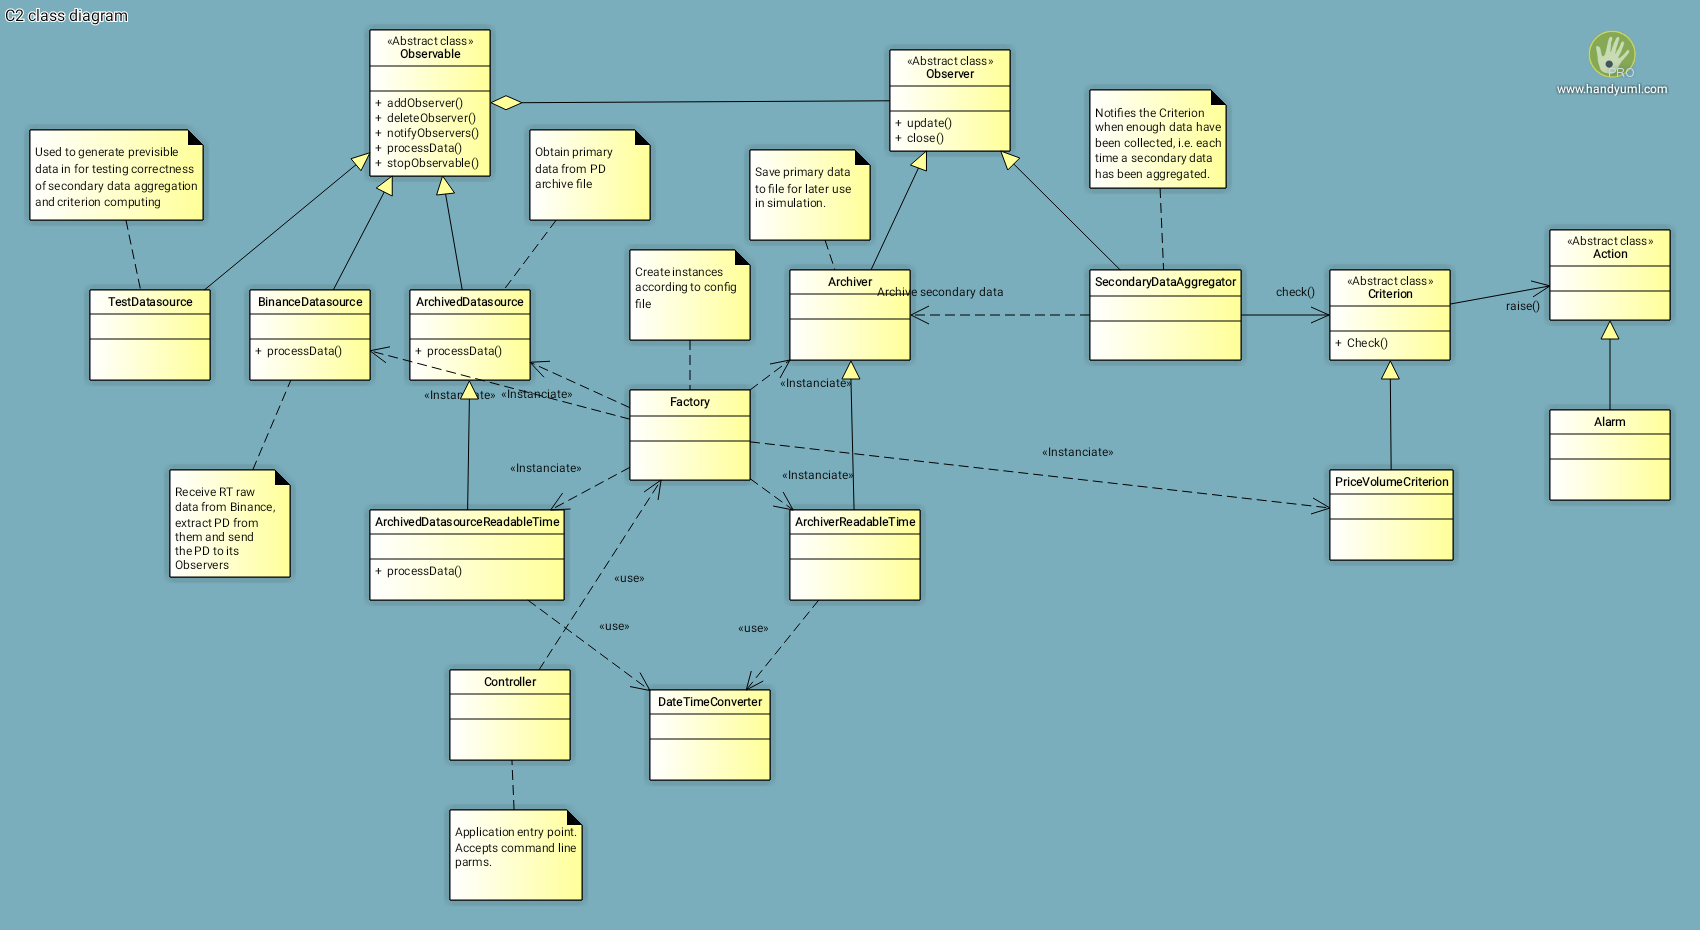 C2 class diagram
«Abstract class»
Observable
+ addObserver()
+ deleteObserver()
+ notifyObservers()
+ processData()
+ stopObservable()
«Abstract class»
Observer
+ update()
+ close()
PRO
www.handyuml.com
Used to generate previsible
data in for testing correctness
of secondary data aggregation
and criterion computing
Obtain primary
data from PD
archive file
Save primary data
to file for later use
in simulation.
Notifies the Criterion
when enough data have
been collected, i.e. each
time a secondary data
has been aggregated.
«Abstract class»
Action
TestDatasource
BinanceDatasource
+ processData()
ArchivedDatasource
+ processData()
Create instances
according to config
file
Archiver
Archive secondary data
SecondaryDataAggregator
check()
«Abstract class»
Criterion
+ Check()
raise()
«Instanciate»
«Instanciate»
«Instanciate»
Factory
Alarm
«Instanciate»
«Instanciate»
«Instanciate»
PriceVolumeCriterion
Receive RT raw
data from Binance,
extract PD from
them and send
the PD to its
Observers
ArchivedDatasourceReadableTime
+ processData()
ArchiverReadableTime
«use»
«use»
«use»
Controller
DateTimeConverter
Application entry point.
Accepts command line
parms.